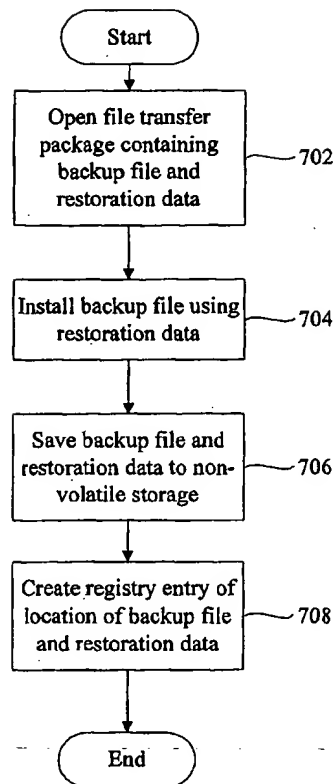 Start
Open file transfer
package containing
backup file and
restoration data
702
Install backup file using
restoration data
704
Save backup file and
restoration data to non-
volatile storage
706
Create registry entry of
location of backup file
and restoration data
708
End